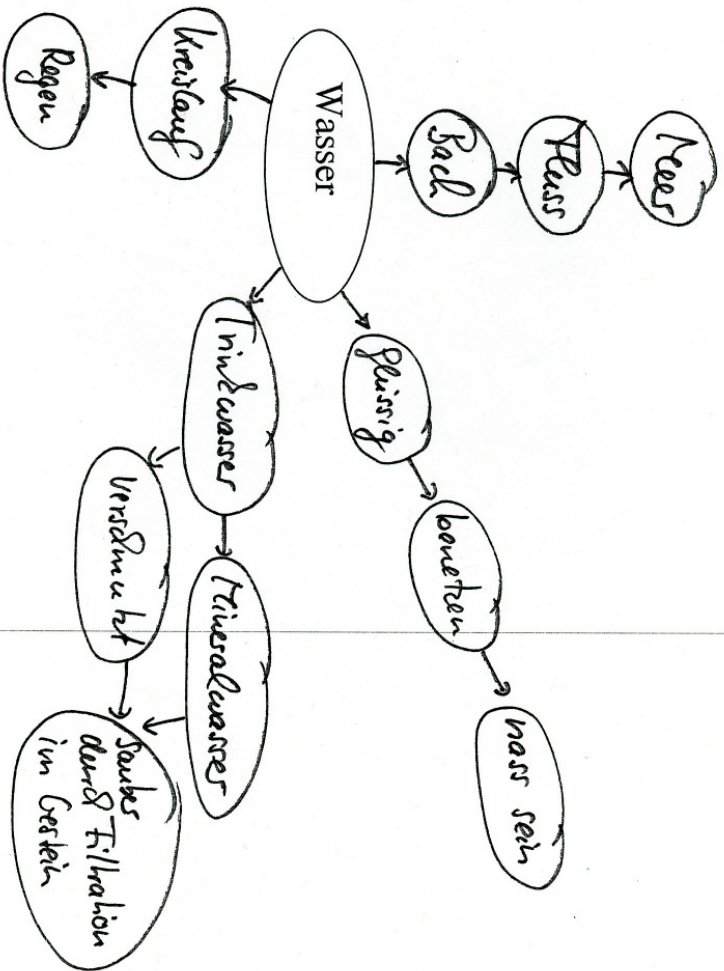 Meer
Fluss
Bach
Wasser
Kreislauf
Regen
flüssig
benetzen
nass sein
Trinkwasser
Mineralwasser
verschmutzt
sauber
durch Filtration
im Gestein